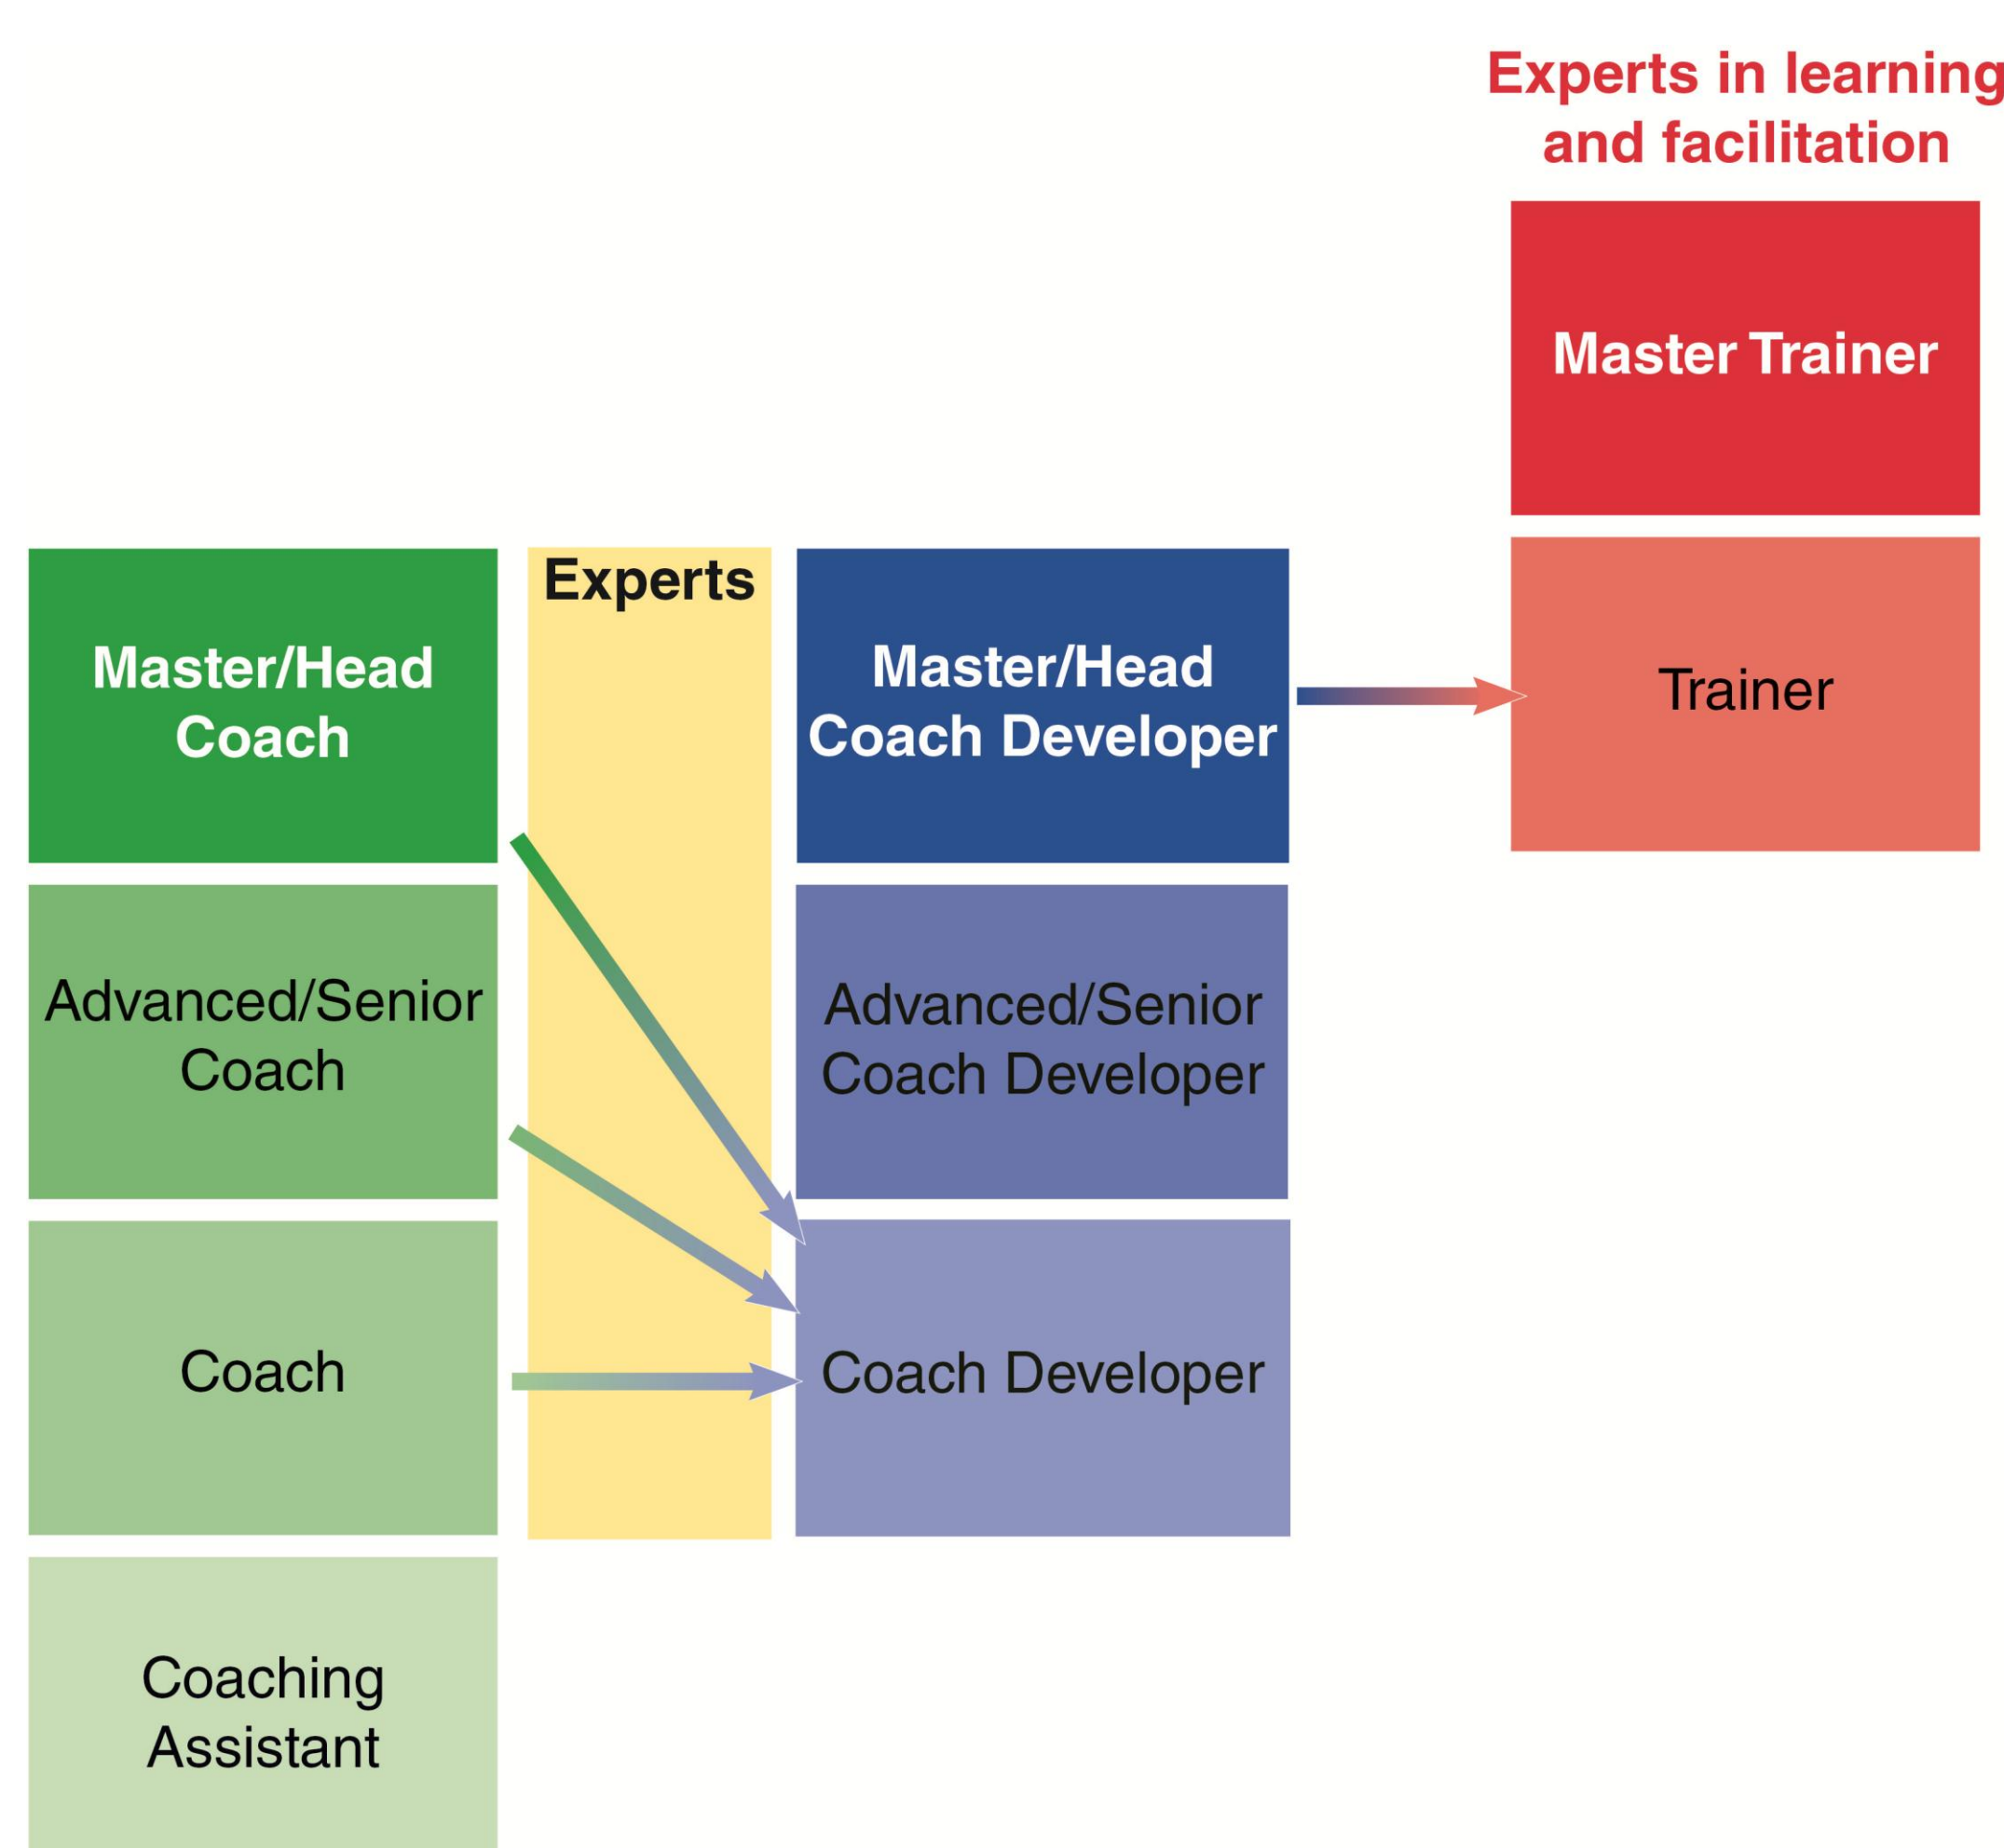 Experts in learning
and facilitation
Master Trainer
Trainer
Master/Head
Coach
Experts
Master/Head
Coach Developer
Advanced/Senior
Coach
Advanced/Senior
Coach Developer
Coach
Coach Developer
Coaching
Assistant